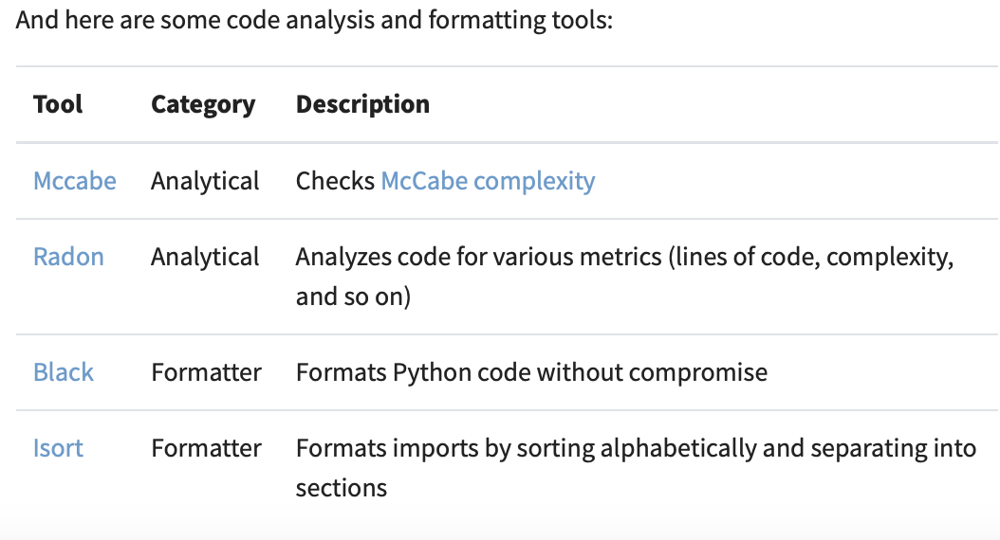 And here are some code analysis and formatting tools:
Tool Category Description
Mccabe Analytical Checks McCabe complexity
Radon Analytical Analyzes code for various metrics (lines of code, complexity,
and so on)
Black Formatter Formats Python code without compromise
Isort Formatter Formats imports by sorting alphabetically and separating into
sections